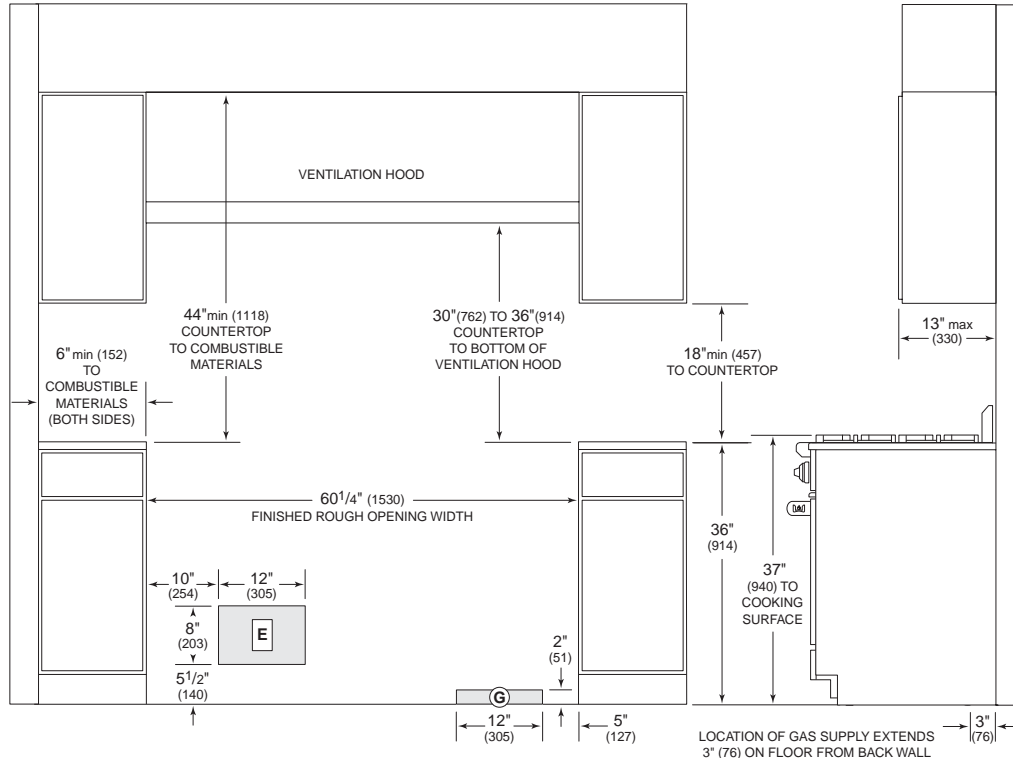 VENTILATION HOOD
44" min (1118)
COUNTERTOP
TO COMBUSTIBLE
MATERIALS
30" (762) TO 36" (914)
COUNTERTOP
TO BOTTOM OF
VENTILATION HOOD
13" max
(330)
6" min (152)
TO
COMBUSTIBLE
MATERIALS
(BOTH SIDES)
18" min (457)
TO COUNTERTOP
60 1/4" (1530)
FINISHED ROUGH OPENING WIDTH
36"
(914)
37"
(940) TO
COOKING
SURFACE
10"
(254)
12"
(305)
8"
(203)
E
5 1/2"
(140)
2"
(51)
G
12"
(305)
5"
(127)
3"
(76)
LOCATION OF GAS SUPPLY EXTENDS
3" (76) ON FLOOR FROM BACK WALL